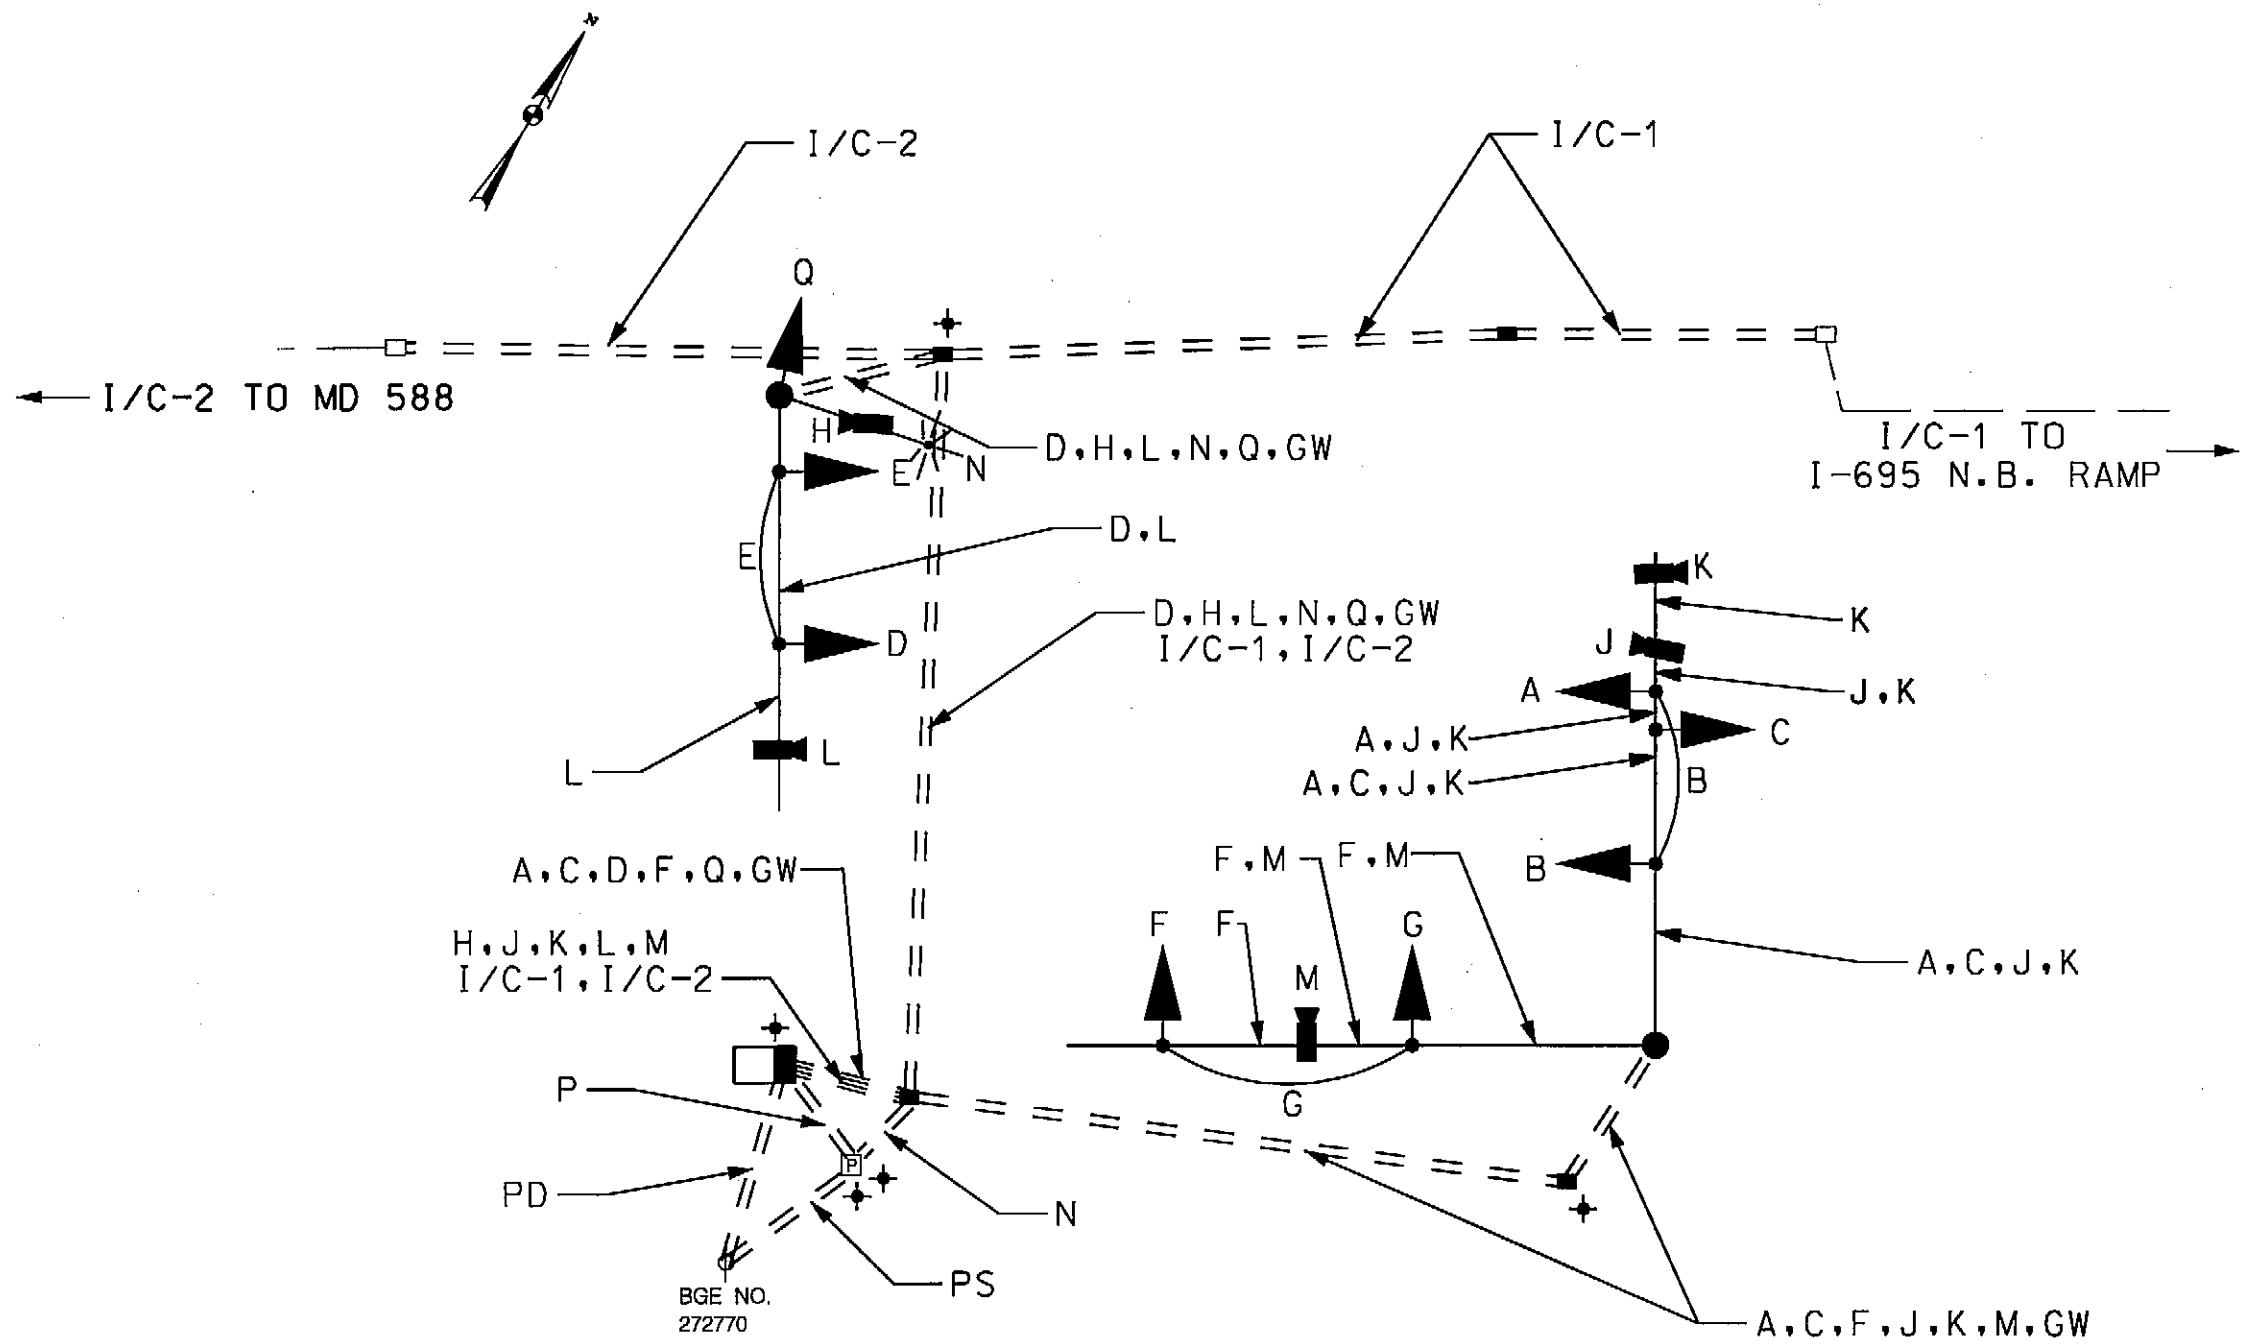 N
I/C-2
I/C-1
Q
I/C-2 TO MD 588
H
E
N
D,H,L,N,Q,GW
I/C-1 TO
I-695 N.B. RAMP
D,L
E
K
D,H,L,N,Q,GW
I/C-1,I/C-2
K
D
J
A
J,K
C
A,J,K
L
L
A,C,J,K
B
A,C,D,F,Q,GW
F,M
F,M
B
F
F
G
H,J,K,L,M
I/C-1,I/C-2
M
A,C,J,K
P
G
P
PD
N
PS
BGE NO.
272770
A,C,F,J,K,M,GW